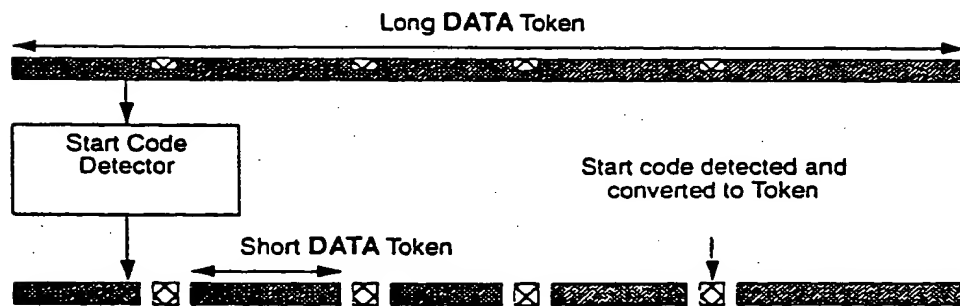 Long DATA Token
Start Code
Detector
Start code detected and
converted to Token
Short DATA Token